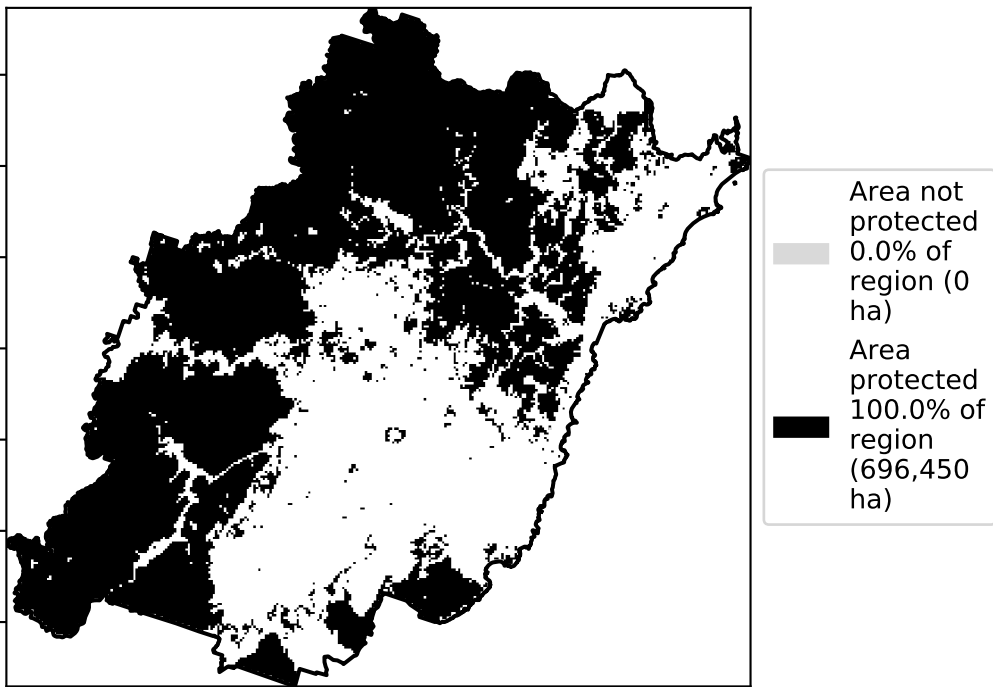 Area not
protected
0.0% of
region (0
ha)
Area
protected
100.0% of
region
(696,450
ha)